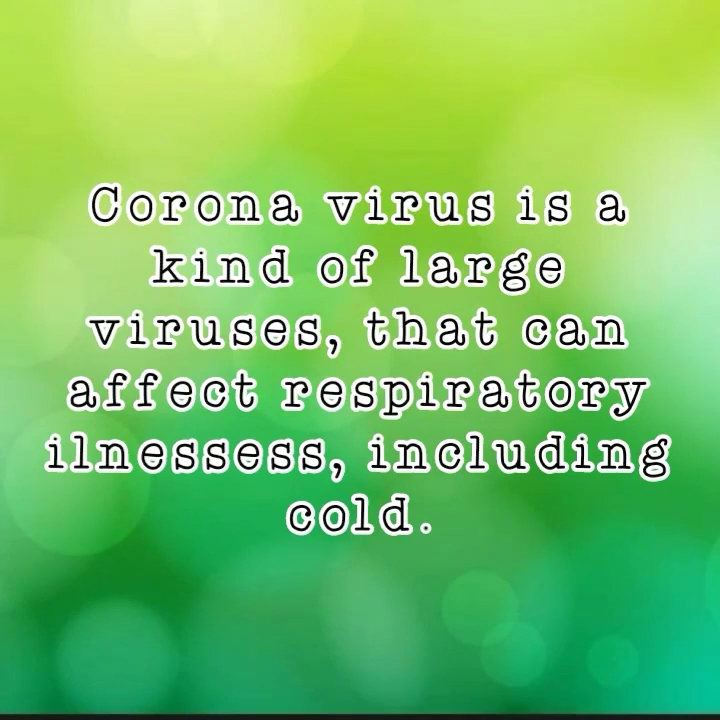 Corona virus is a
kind of large
viruses, that can
affect respiratory
ilnessess, including
cold.